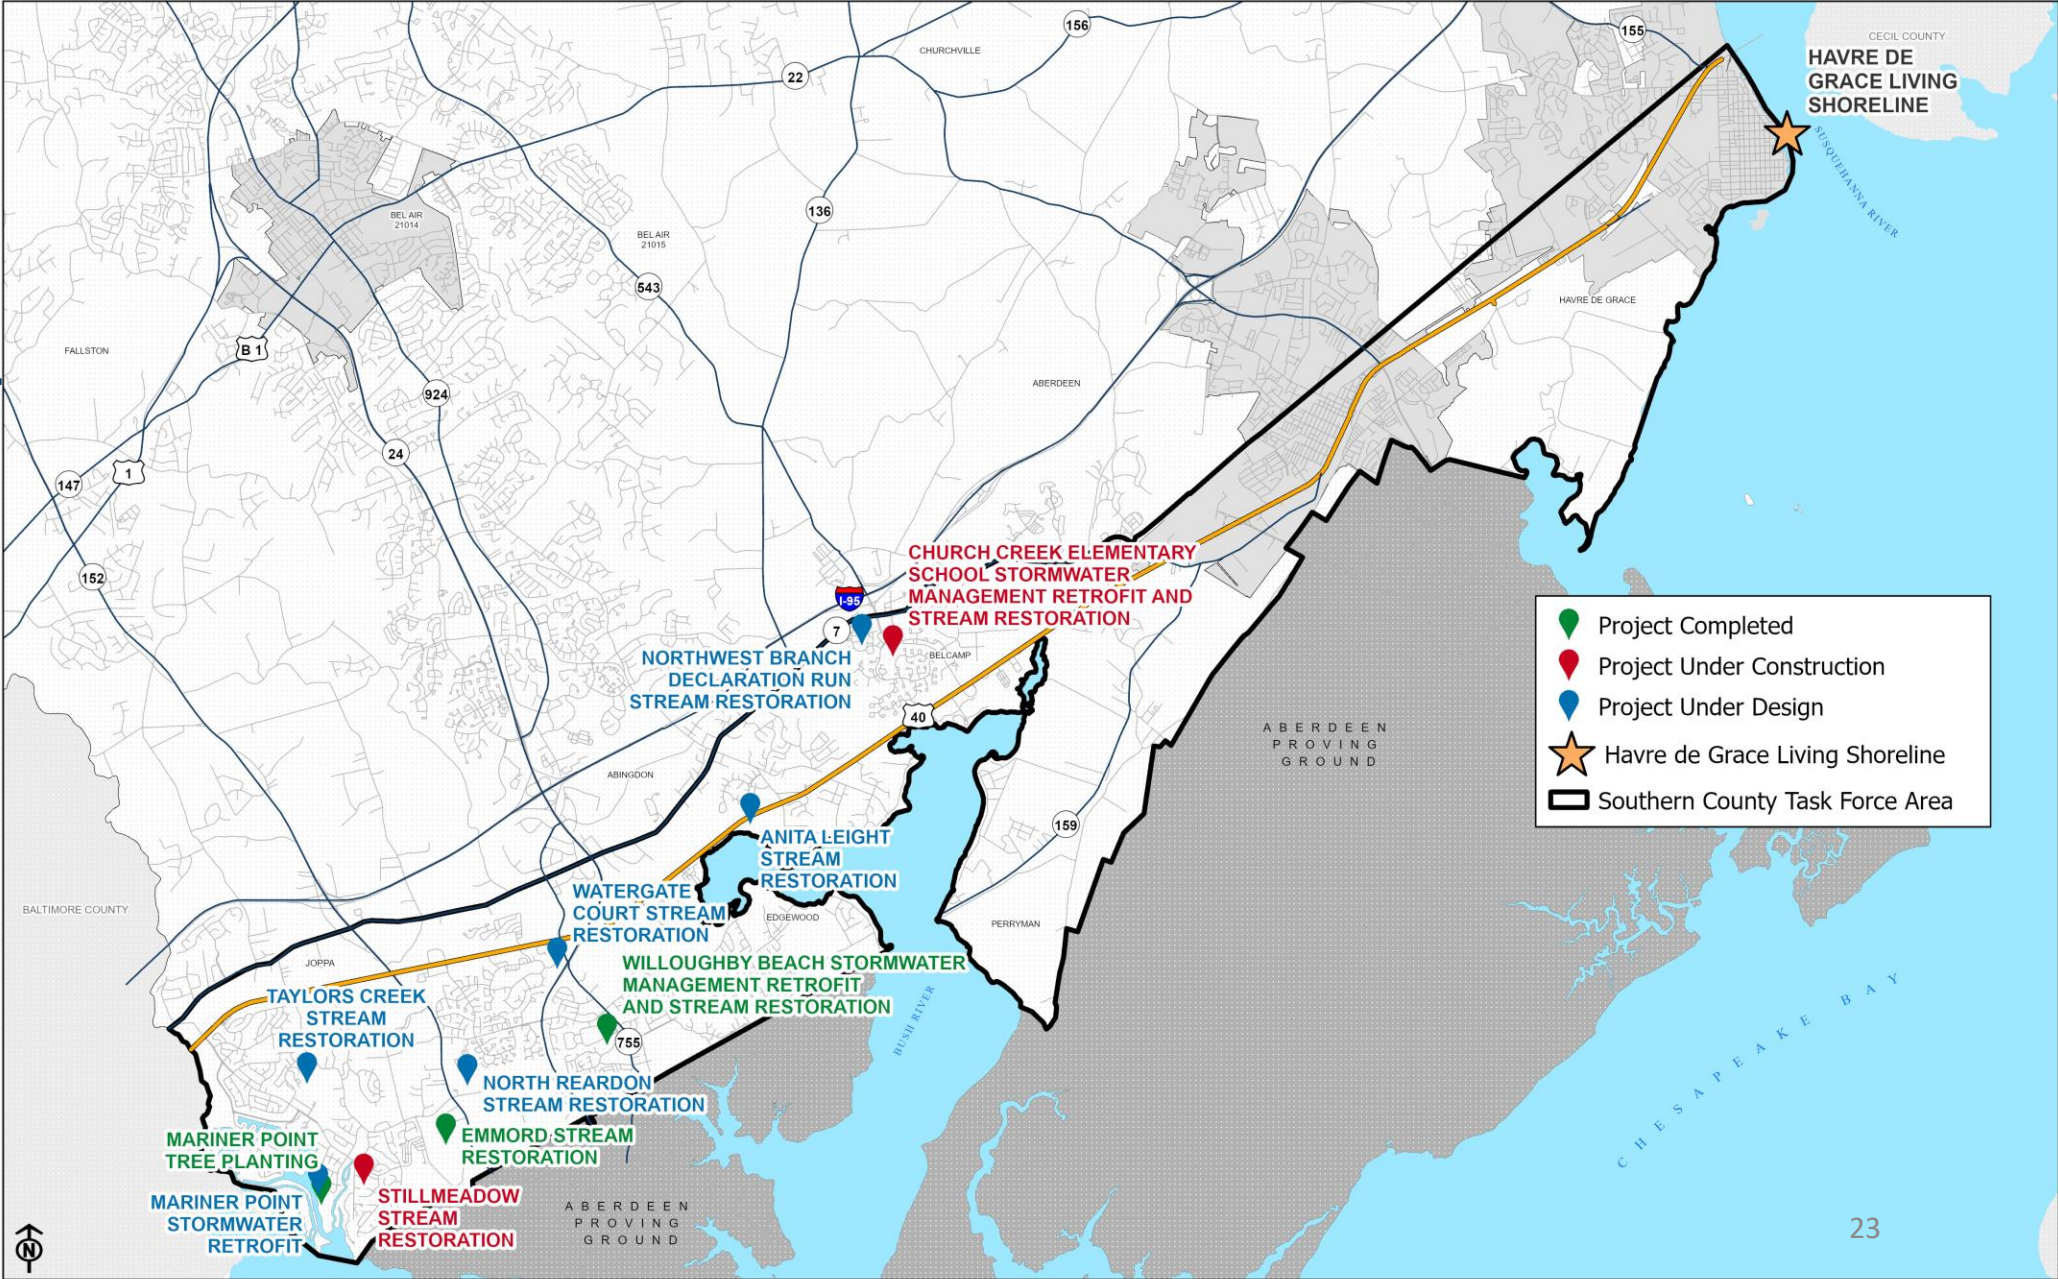 156
155
CECIL COUNTY
CHURCHVILLE
HAVRE DE
GRACE LIVING
SHORELINE
22
SUSQUEHANNA RIVER
136
BEL AIR
21014
BEL AIR
21015
543
HAVRE DE GRACE
FALLSTON
B 1
ABERDEEN
924
24
1
147
152
CHURCH CREEK ELEMENTARY
SCHOOL STORMWATER
MANAGEMENT RETROFIT AND
STREAM RESTORATION
I-95
7
NORTHWEST BRANCH
DECLARATION RUN
STREAM RESTORATION
BELCAMP
40
Project Completed
Project Under Construction
Project Under Design
Havre de Grace Living Shoreline
Southern County Task Force Area
ABERDEEN
PROVING
GROUND
ABINGDON
159
ANITA LEIGHT
STREAM
RESTORATION
WATERGATE
COURT STREAM
RESTORATION
EDGEWOOD
PERRYMAN
BALTIMORE COUNTY
JOPPA
WILLOUGHBY BEACH STORMWATER
MANAGEMENT RETROFIT
AND STREAM RESTORATION
TAYLORS CREEK
STREAM
RESTORATION
BUSH RIVER
CHESAPEAKE BAY
755
NORTH REARDON
STREAM RESTORATION
EMMORD STREAM
RESTORATION
MARINER POINT
TREE PLANTING
MARINER POINT
STORMWATER
RETROFIT
STILLMEADOW
STREAM
RESTORATION
ABERDEEN
PROVING
GROUND
N
23